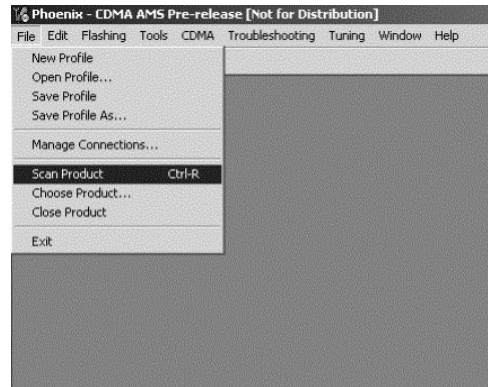 Phoenix - CDMA AMS Pre-release [Not for Distribution]
File Edit Flashing Tools CDMA Troubleshooting Tuning Window Help
New Profile
Open Profile...
Save Profile
Save Profile As...
Manage Connections...
Scan Product Ctrl-R
Choose Product...
Close Product
Exit